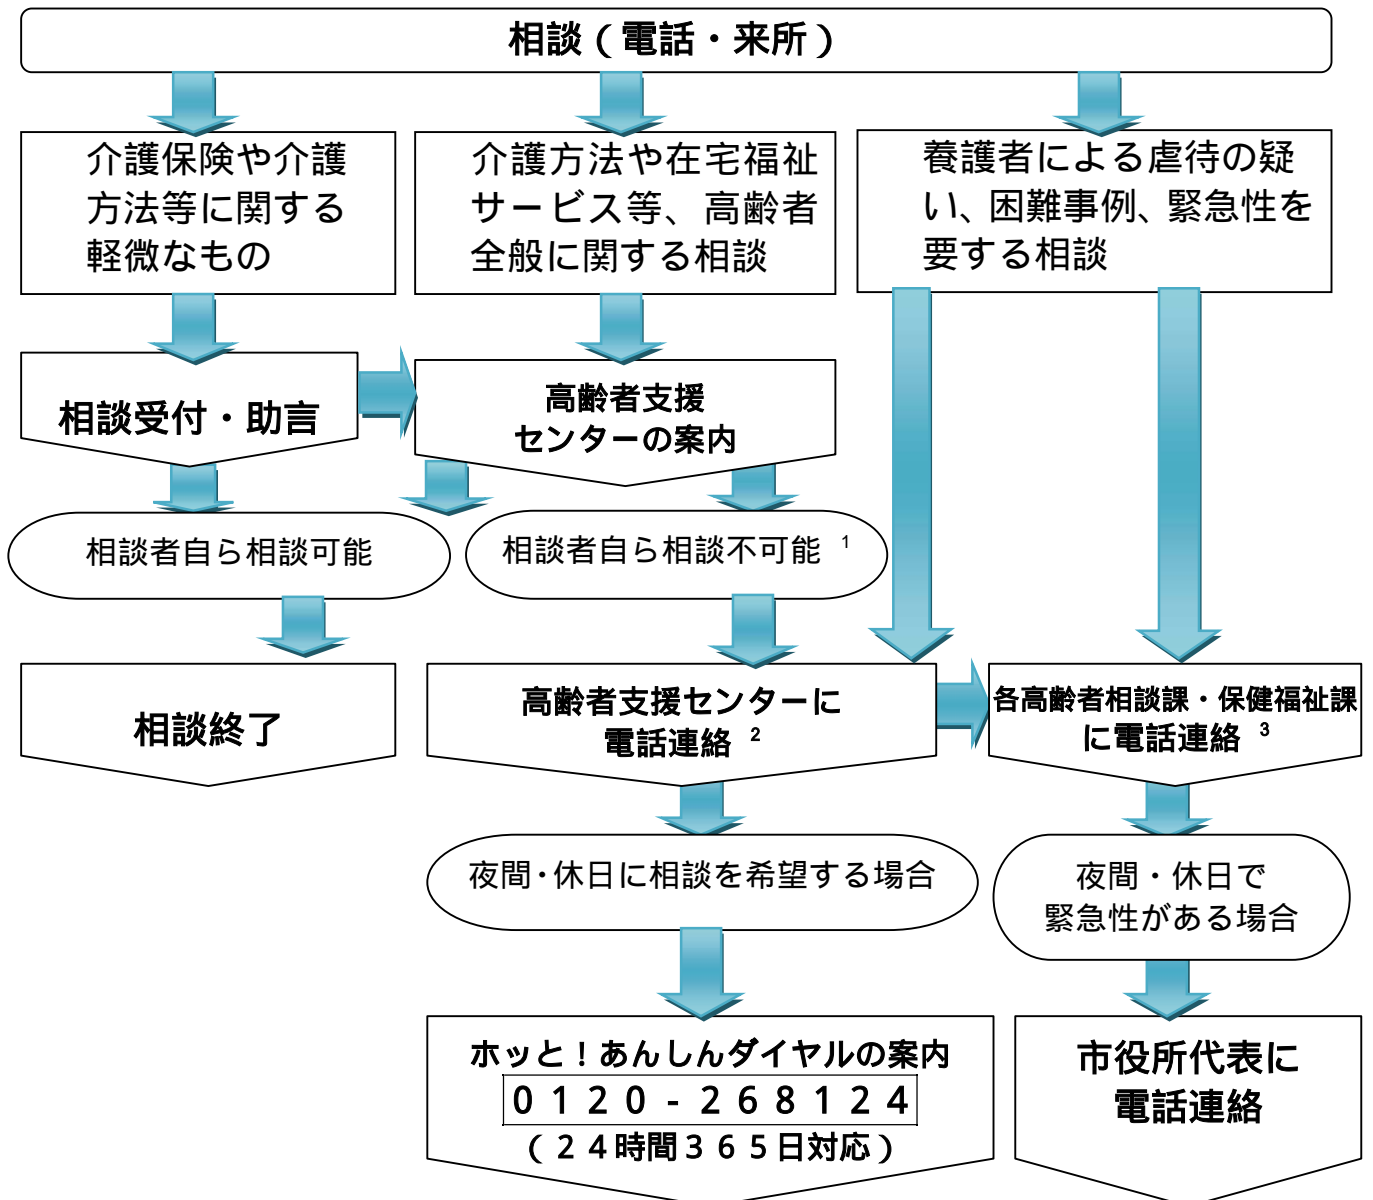 相談（電話・来所）
介護保険や介護
方法等に関する
軽微なもの
介護方法や在宅福祉
サービス等、高齢者
全般に関する相談
養護者による虐待の疑
い、困難事例、緊急性を
要する相談
相談受付・助言
高齢者支援
センターの案内
相談者自ら相談可能
相談者自ら相談不可能 1
相談終了
高齢者支援センターに
電話連絡 2
各高齢者相談課・保健福祉課
に電話連絡 3
夜間・休日に相談を希望する場合
夜間・休日で
緊急性がある場合
ホッと！あんしんダイヤルの案内
０１２０-２６８１２４
（２４時間３６５日対応）
市役所代表に
電話連絡